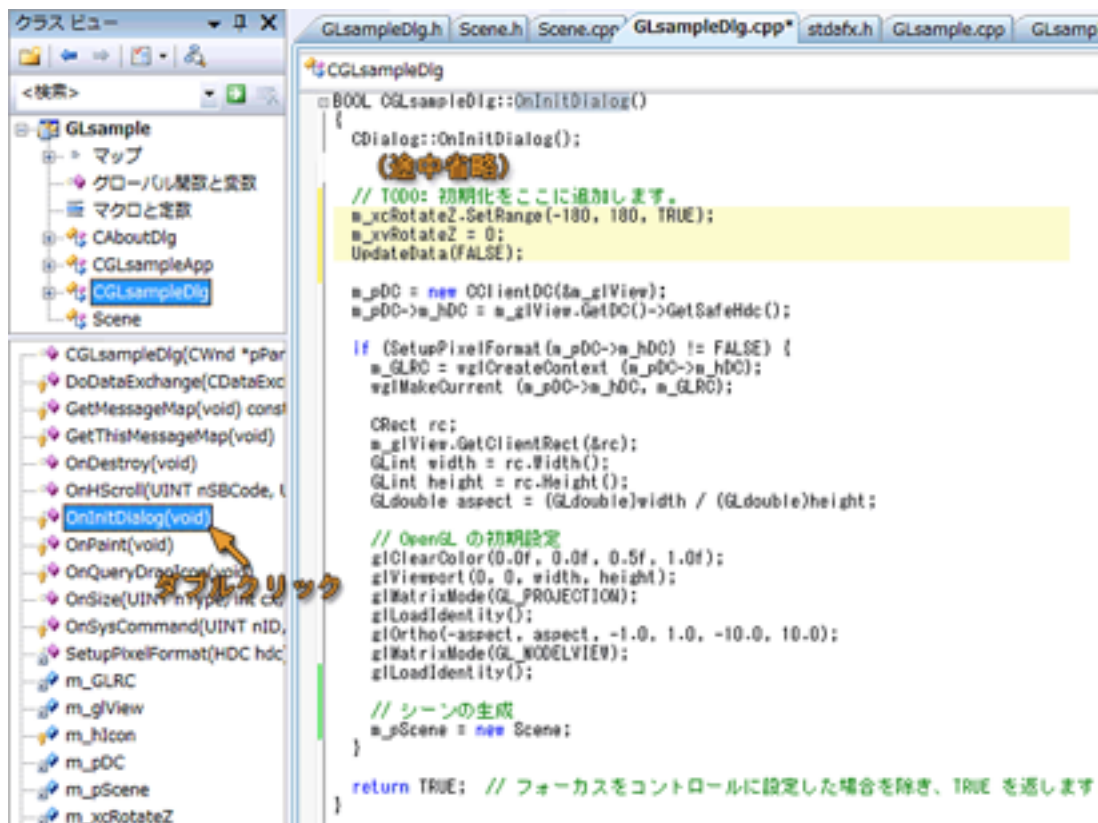 クラス ビュー
<検索>
GLsample
マップ
グローバル関数と変数
マクロと定数
CAboutDlg
CGLsampleApp
CGLsampleDlg
Scene
CGLsampleDlg(CWnd *pPar
DoDataExchange(CDataExc
GetMessageMap(void) const
GetThisMessageMap(void)
OnDestroy(void)
OnHScroll(UINT nSBCode, U
OnInitDialog(void)
OnPaint(void)
OnQueryDragIcon(void)
ダブルクリック
OnSize(UINT nType, int cx,
OnSysCommand(UINT nID,
SetupPixelFormat(HDC hdc)
m_GLRC
m_glView
m_hIcon
m_pDC
m_pScene
m_xcRotateZ
GLsampleDlg.h Scene.h Scene.cpp GLsampleDlg.cpp* stdafx.h GLsample.cpp GLsamp
CGLsampleDlg
BOOL CGLsampleDlg::OnInitDialog()
{
CDialog::OnInitDialog();
(途中省略)
// TODO: 初期化をここに追加します。
m_xcRotateZ.SetRange(-180, 180, TRUE);
m_xvRotateZ = 0;
UpdateData(FALSE);
m_pDC = new CClientDC(&m_glView);
m_pDC->m_hDC = m_glView.GetDC()->GetSafeHdc();
if (SetupPixelFormat(m_pDC->m_hDC) != FALSE) {
m_GLRC = wglCreateContext (m_pDC->m_hDC);
wglMakeCurrent (m_pDC->m_hDC, m_GLRC);
CRect rc;
m_glView.GetClientRect(&rc);
GLint width = rc.Width();
GLint height = rc.Height();
GLdouble aspect = (GLdouble)width / (GLdouble)height;
// OpenGL の初期設定
glClearColor(0.0f, 0.0f, 0.5f, 1.0f);
glViewport(0, 0, width, height);
glMatrixMode(GL_PROJECTION);
glLoadIdentity();
glOrtho(-aspect, aspect, -1.0, 1.0, -10.0, 10.0);
glMatrixMode(GL_MODELVIEW);
glLoadIdentity();
// シーンの生成
m_pScene = new Scene;
}
return TRUE; // フォーカスをコントロールに設定した場合を除き、TRUE を返します
}